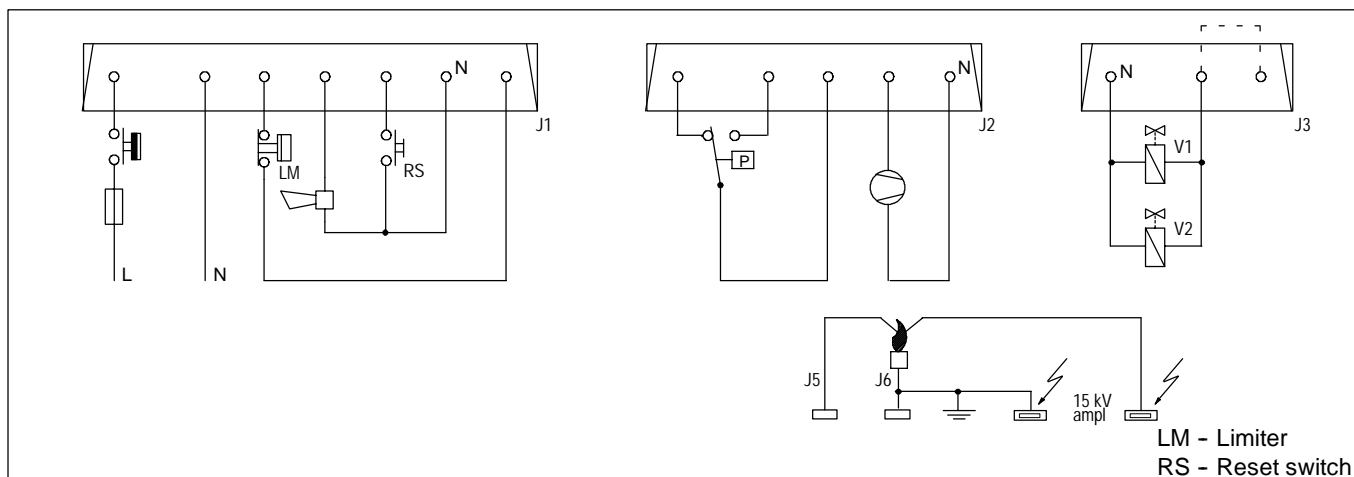 N
J1
N
J2
N
J3
LM
RS
P
V1
V2
L
N
J5
J6
15 kV
ampl
LM - Limiter
RS - Reset switch